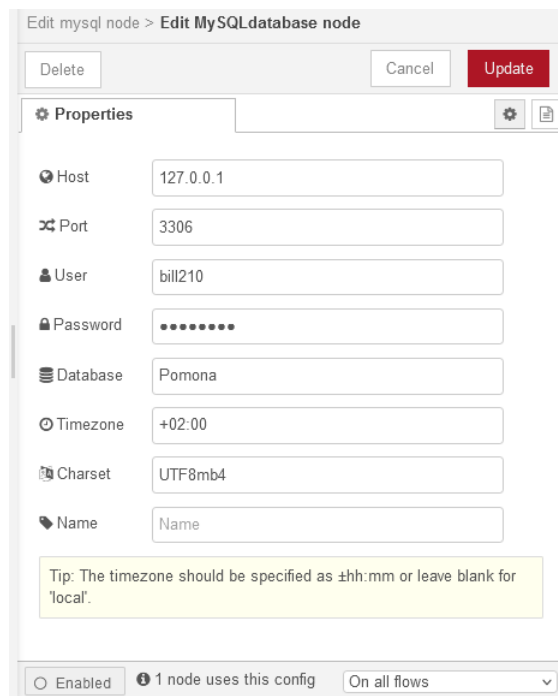 Edit mysql node > Edit MySQLdatabase node
Delete Cancel Update
Properties
Host 127.0.0.1
Port 3306
User bill210
Password ●●●●●●●●
Database Pomona
Timezone +02:00
Charset UTF8mb4
Name Name
Tip: The timezone should be specified as ±hh:mm or leave blank for
'local'.
Enabled 1 node uses this config On all flows